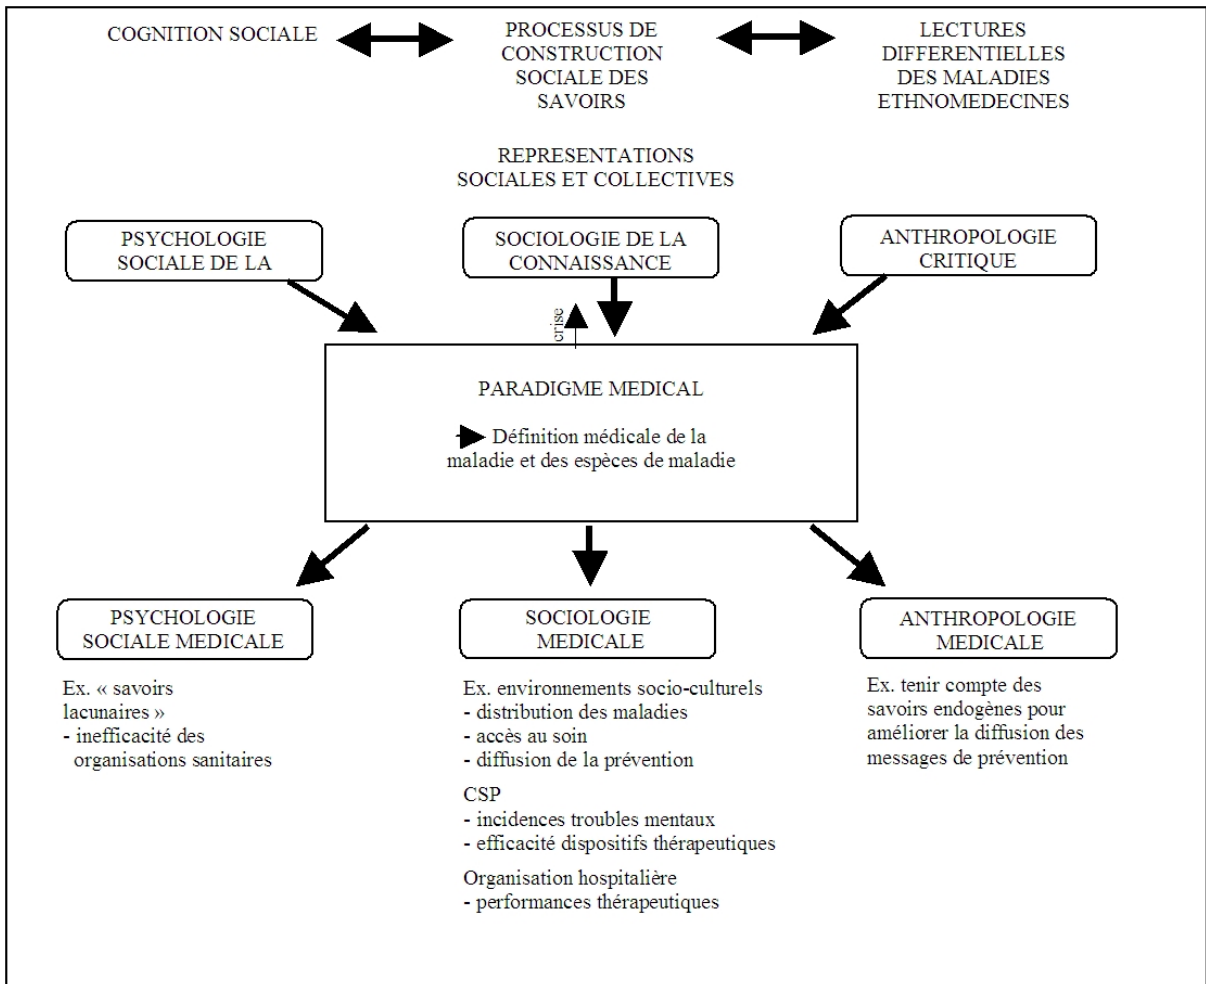 COGNITION SOCIALE
PROCESSUS DE
CONSTRUCTION
SOCIALE DES
SAVOIRS
LECTURES
DIFFERENTIELLES
DES MALADIES
ETHNOMEDECINES
REPRESENTATIONS
SOCIALES ET COLLECTIVES
PSYCHOLOGIE
SOCIALE DE LA
SOCIOLOGIE DE LA
CONNAISSANCE
ANTHROPOLOGIE
CRITIQUE
crise
PARADIGME MEDICAL
Définition médicale de la
maladie et des espèces de maladie
PSYCHOLOGIE
SOCIALE MEDICALE
SOCIOLOGIE
MEDICALE
ANTHROPOLOGIE
MEDICALE
Ex. « savoirs
lacunaires »
- inefficacité des
organisations sanitaires
Ex. environnements socio-culturels
- distribution des maladies
- accès au soin
- diffusion de la prévention
CSP
- incidences troubles mentaux
- efficacité dispositifs thérapeutiques
Organisation hospitalière
- performances thérapeutiques
Ex. tenir compte des
savoirs endogènes pour
améliorer la diffusion des
messages de prévention